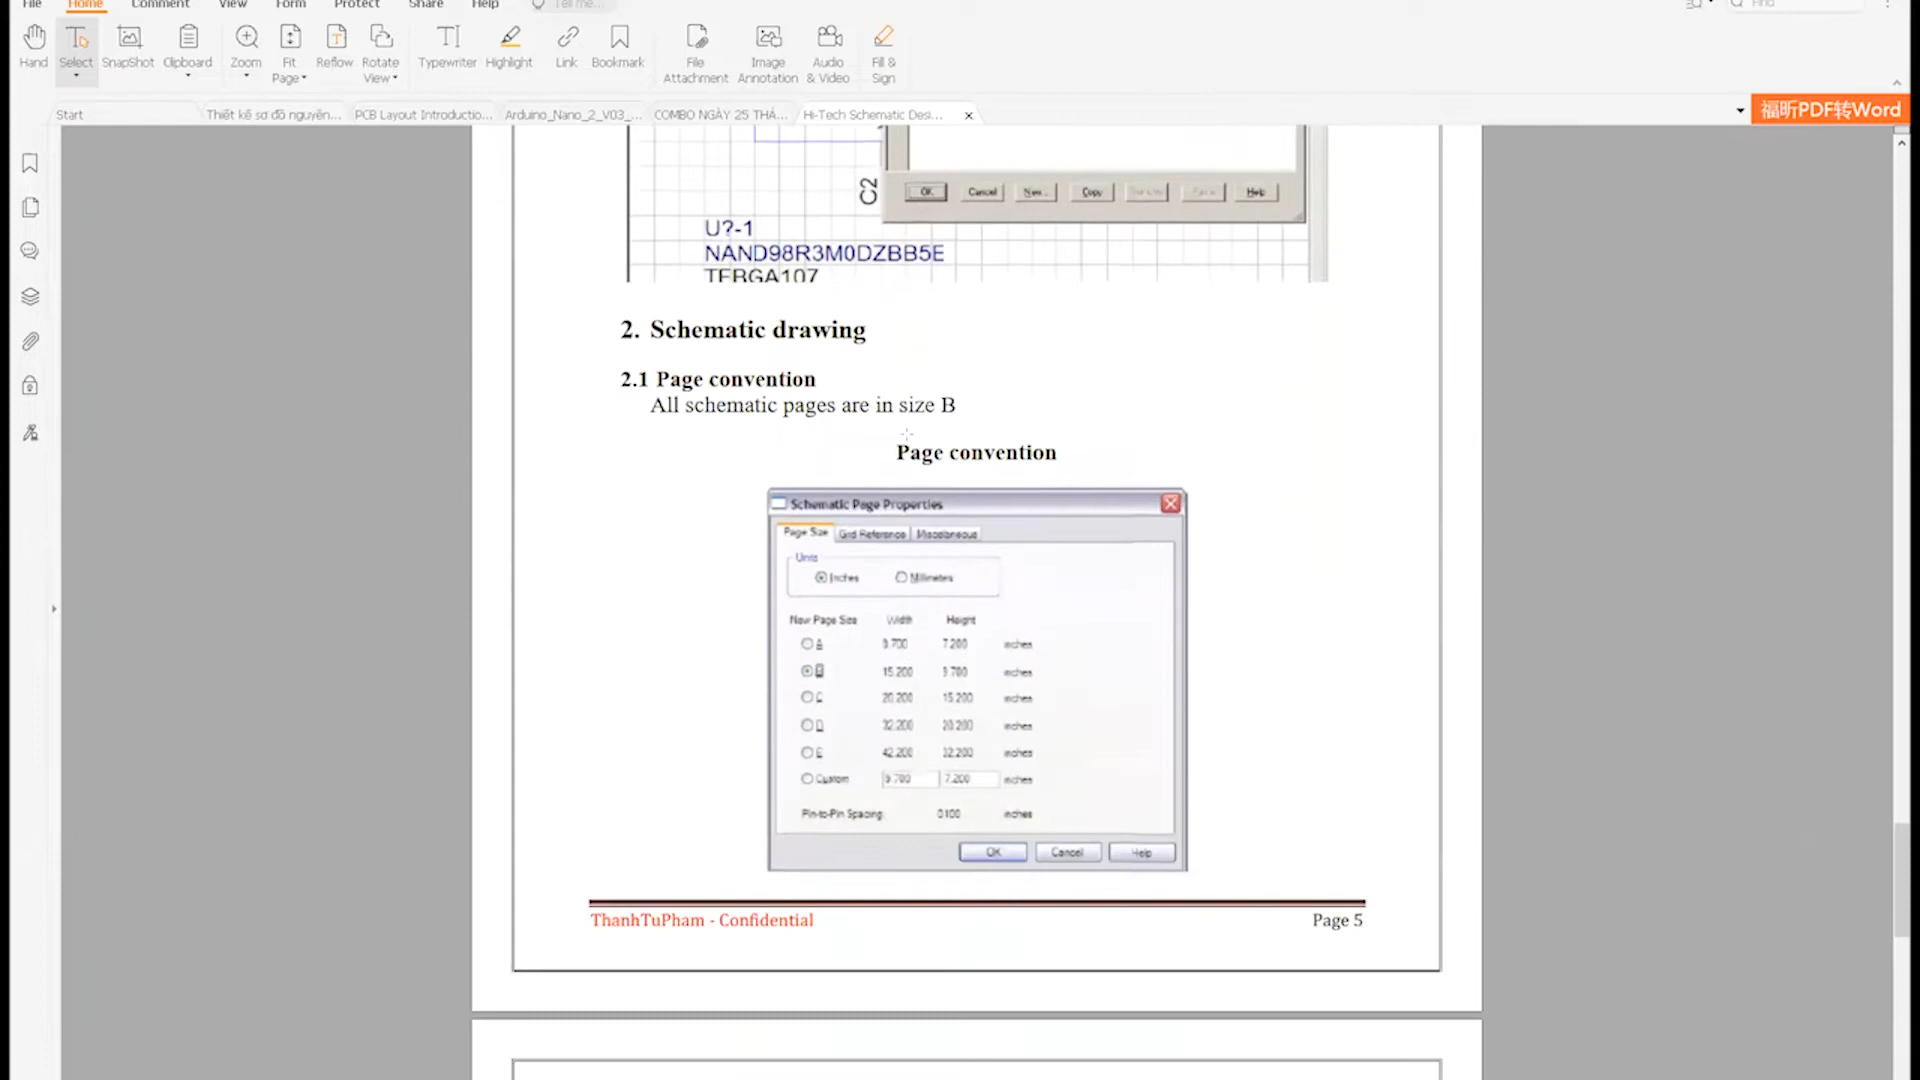 File Home Comment View Form Protect Share Help Tell me... Find
Hand Select SnapShot Clipboard Zoom Fit Page Reflow Rotate View Typewriter Highlight Link Bookmark File Attachment Image Annotation Audio & Video Fill & Sign
Start Thiết kế sơ đồ nguyên... PCB Layout Introductio... Arduino_Nano_2_V03_... COMBO NGÀY 25 THÁ... Hi-Tech Schematic Desi... 福昕PDF转Word
C2
OK Cancel New... Copy Help
U?-1
NAND98R3M0DZBB5E
TFBGA107
2. Schematic drawing
2.1 Page convention
All schematic pages are in size B
Page convention
Schematic Page Properties
Page Size Grid Reference Miscellaneous
Units
Inches Millimeters
New Page Size Width Height
A 9.700 7.200 inches
B 15.200 9.700 inches
C 20.200 15.200 inches
D 32.200 20.200 inches
E 42.200 32.200 inches
Custom 9.700 7.200 inches
Pin-to-Pin Spacing 0.100 inches
OK Cancel Help
ThanhTuPham - Confidential Page 5